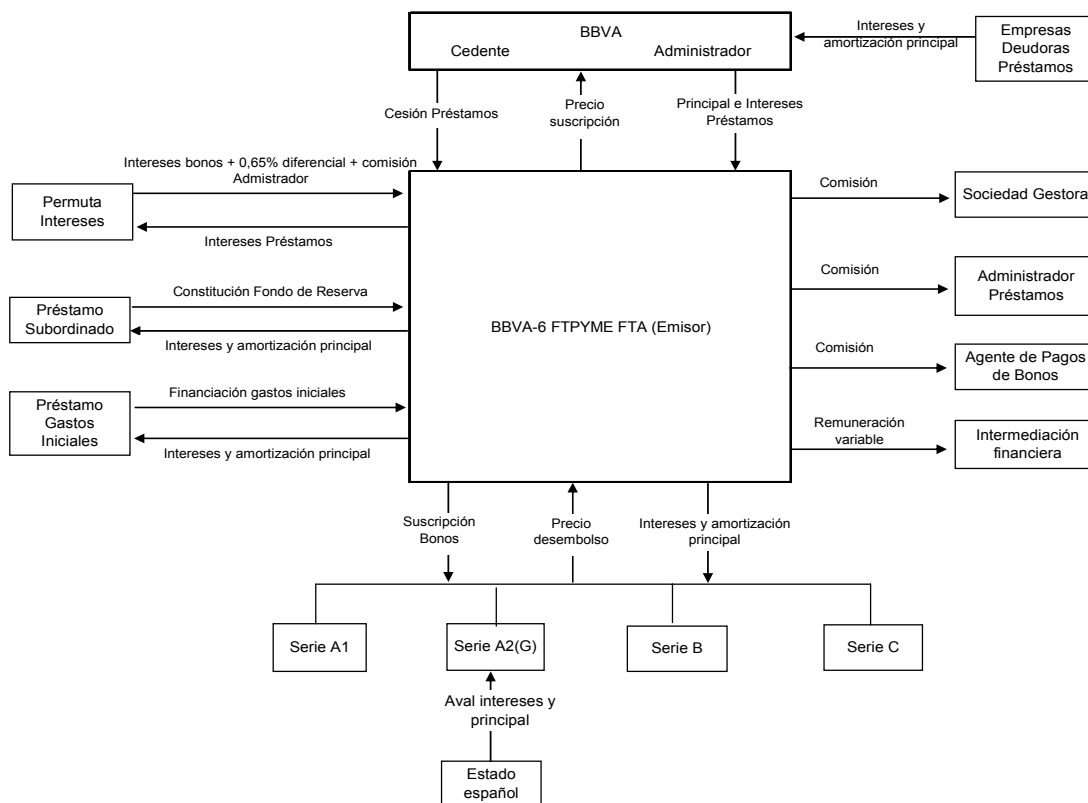 BBVA
Cedente
Administrador
Intereses y
amortización principal
Empresas
Deudoras
Préstamos
Cesión Préstamos
Precio
suscripción
Principal e Intereses
Préstamos
Intereses bonos + 0,65% diferencial + comisión
Admistrador
Permuta
Intereses
Intereses Préstamos
Comisión
Sociedad Gestora
Constitución Fondo de Reserva
Préstamo
Subordinado
Intereses y amortización principal
Comisión
Administrador
Préstamos
BBVA-6 FTPYME FTA (Emisor)
Comisión
Agente de Pagos
de Bonos
Financiación gastos iniciales
Préstamo
Gastos
Iniciales
Intereses y amortización principal
Remuneración
variable
Intermediación
financiera
Suscripción
Bonos
Precio
desembolso
Intereses y amortización
principal
Serie A1
Serie A2(G)
Serie B
Serie C
Aval intereses y
principal
Estado
español